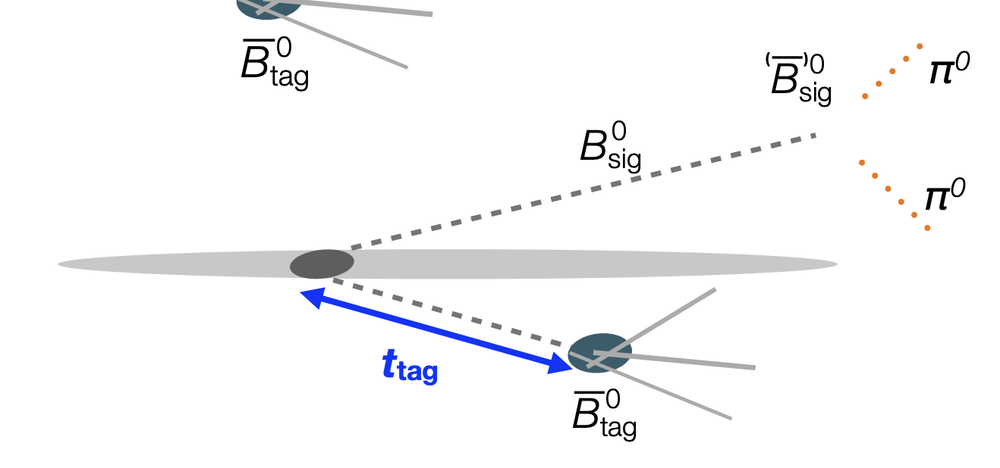 B̅⁰tag
(B̅)⁰sig
π⁰
B⁰sig
π⁰
ttag
B̅⁰tag